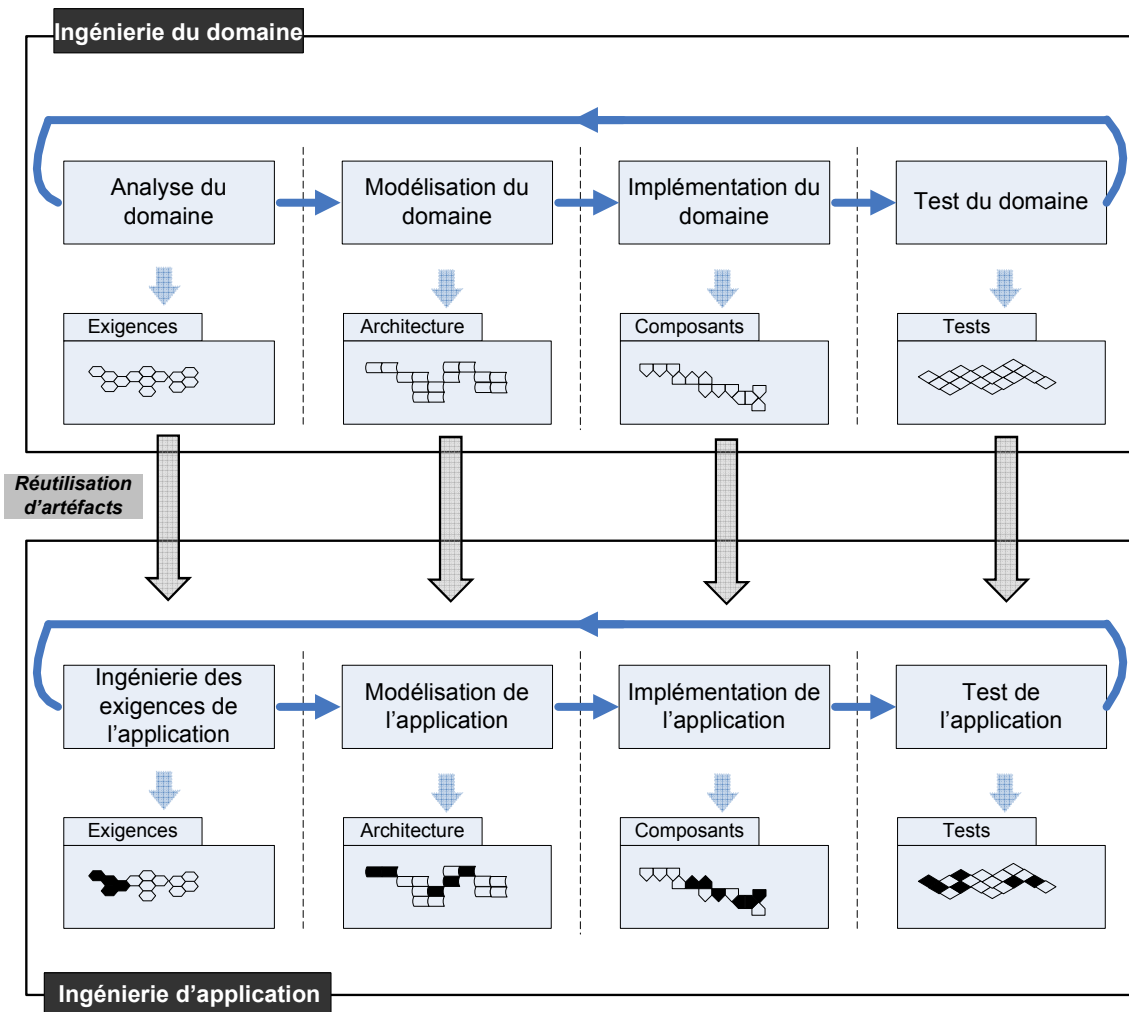 Ingénierie du domaine
Analyse du
domaine
Modélisation du
domaine
Implémentation du
domaine
Test du domaine
Exigences
Architecture
Composants
Tests
Réutilisation
d’artéfacts
Ingénierie des
exigences de
l’application
Modélisation de
l’application
Implémentation de
l’application
Test de
l’application
Exigences
Architecture
Composants
Tests
Ingénierie d’application